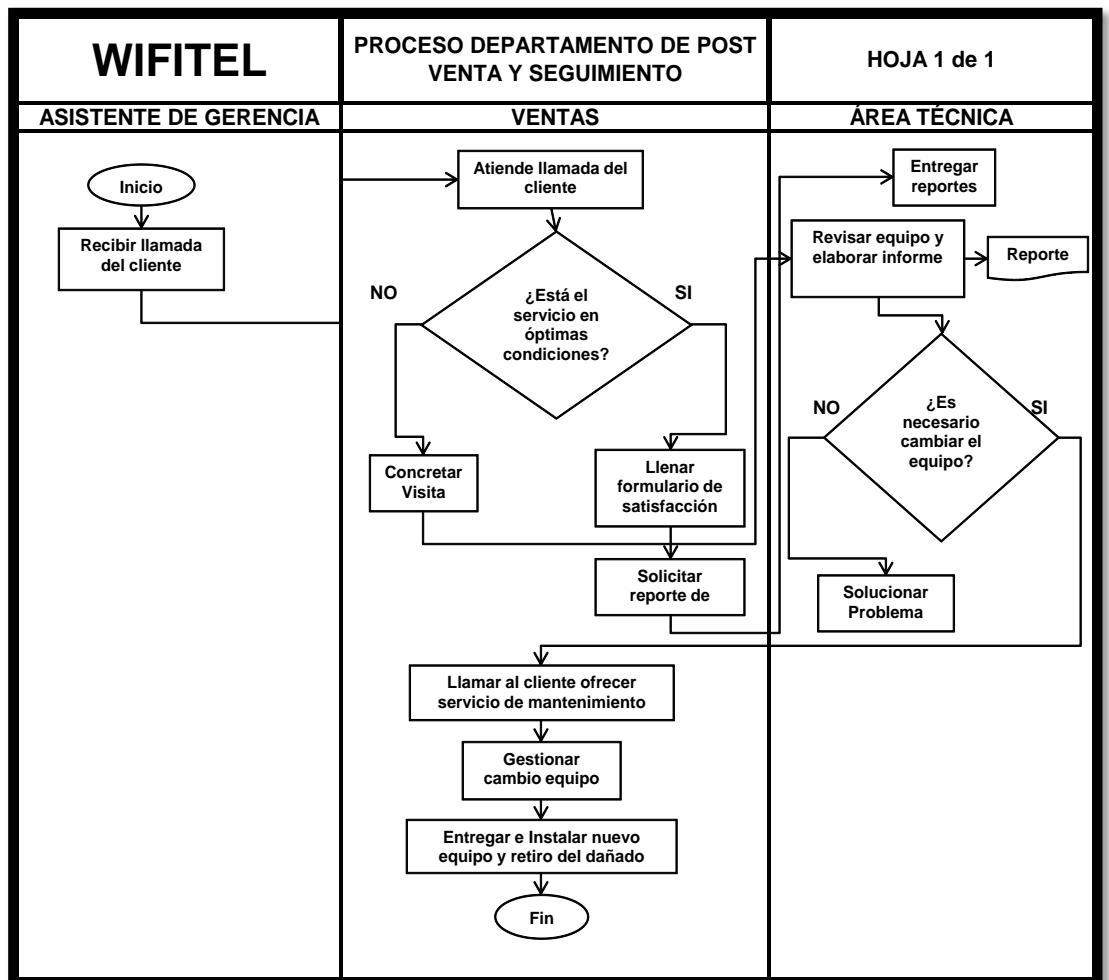 WIFITEL
PROCESO DEPARTAMENTO DE POST
VENTA Y SEGUIMIENTO
HOJA 1 de 1
ASISTENTE DE GERENCIA
VENTAS
ÁREA TÉCNICA
Inicio
Recibir llamada
del cliente
Atiende llamada del
cliente
¿Está el
servicio en
óptimas
condiciones?
NO
SI
Concretar
Visita
Llenar
formulario de
satisfacción
Solicitar
reporte de
Entregar
reportes
Revisar equipo y
elaborar informe
Reporte
¿Es
necesario
cambiar el
equipo?
NO
SI
Solucionar
Problema
Llamar al cliente ofrecer
servicio de mantenimiento
Gestionar
cambio equipo
Entregar e Instalar nuevo
equipo y retiro del dañado
Fin